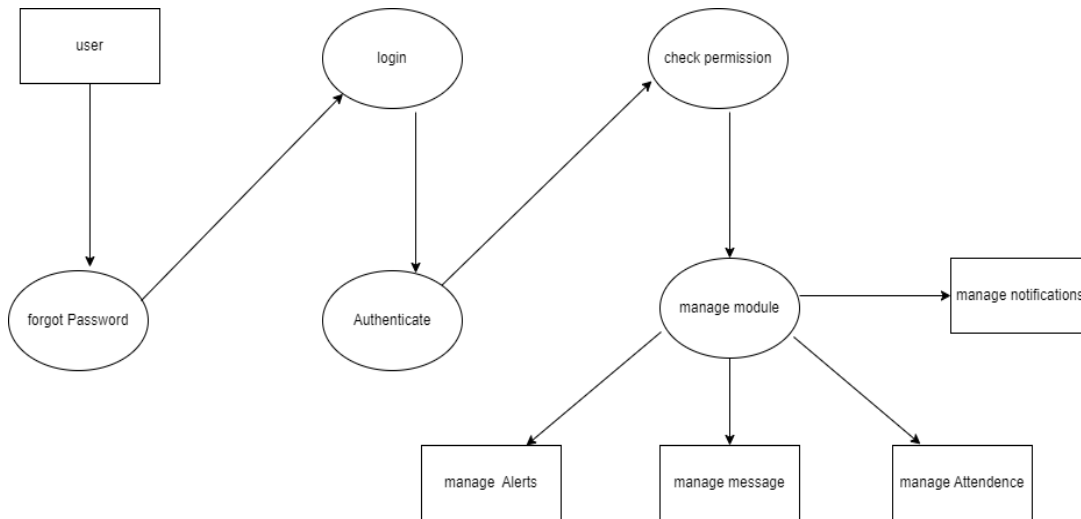 user
login
check permission
forgot Password
Authenticate
manage module
manage notifications
manage Alerts
manage message
manage Attendence